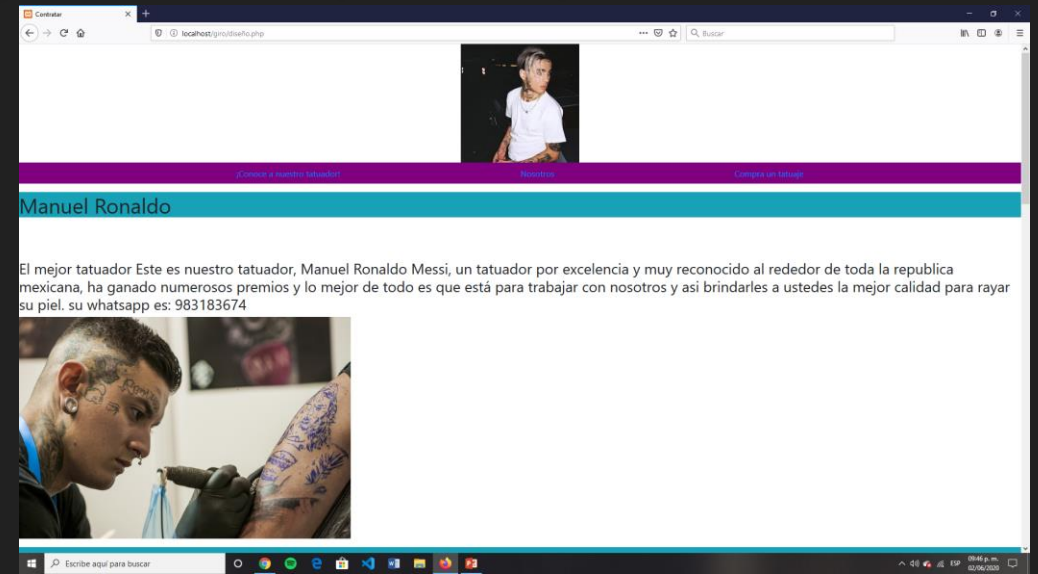 Contratar
localhost/giro/diseño.php
Buscar
¡Conoce a nuestro tatuador!
Nosotros
Compra un tatuaje
Manuel Ronaldo
El mejor tatuador Este es nuestro tatuador, Manuel Ronaldo Messi, un tatuador por excelencia y muy reconocido al rededor de toda la republica
mexicana, ha ganado numerosos premios y lo mejor de todo es que está para trabajar con nosotros y asi brindarles a ustedes la mejor calidad para rayar
su piel. su whatsapp es: 983183674
Escribe aquí para buscar
ESP
09:46 p. m.
02/06/2020